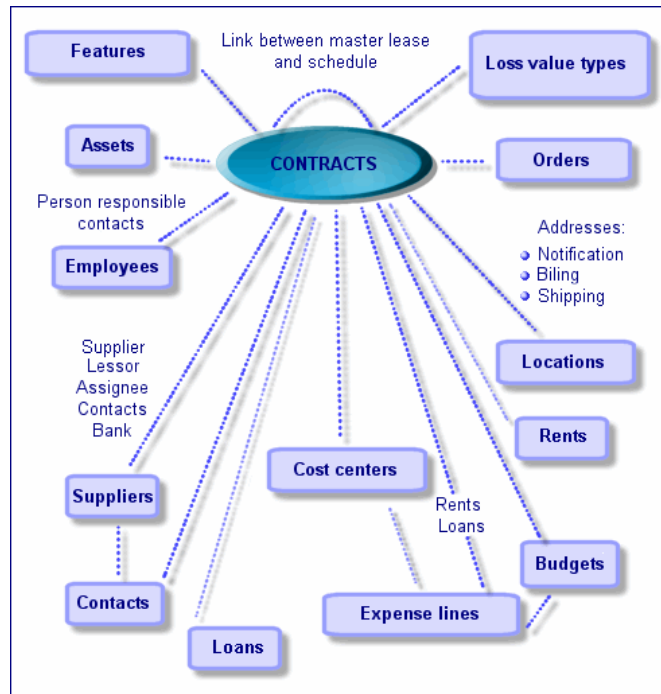 Features
Link between master lease
and schedule
Loss value types
Assets
CONTRACTS
Orders
Person responsible
contacts
Employees
Addresses:
Notification
Biling
Shipping
Supplier
Lessor
Assignee
Contacts
Bank
Locations
Rents
Cost centers
Suppliers
Rents
Loans
Budgets
Contacts
Expense lines
Loans